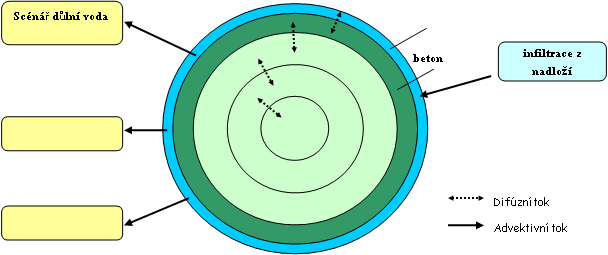 Scénář důlní voda
beton
infiltrace z
nadloží
Difúzní tok
Advektivní tok